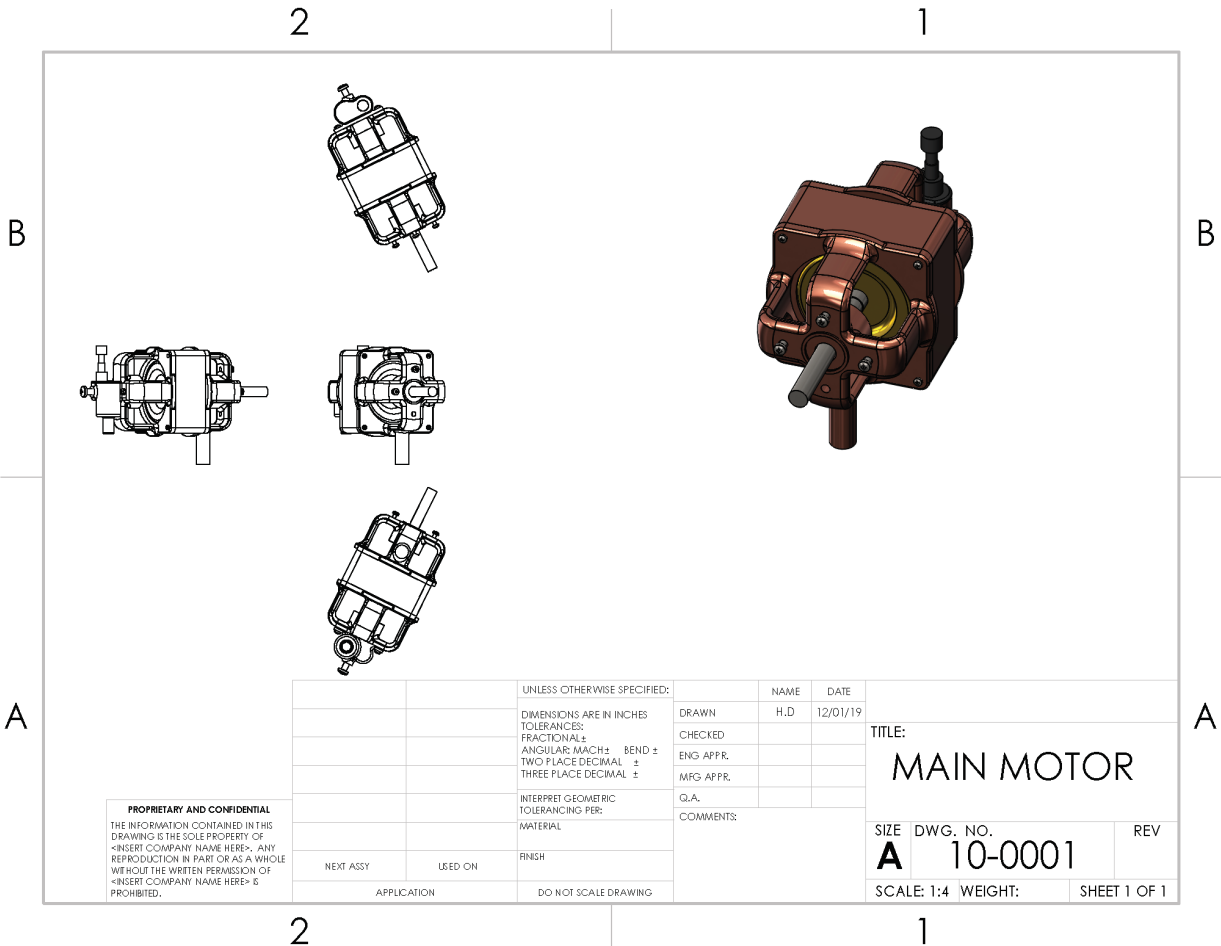 2
1
B
B
A
A
UNLESS OTHERWISE SPECIFIED:
DIMENSIONS ARE IN INCHES
TOLERANCES:
FRACTIONAL±
ANGULAR: MACH± BEND ±
TWO PLACE DECIMAL ±
THREE PLACE DECIMAL ±
INTERPRET GEOMETRIC
TOLERANCING PER:
MATERIAL
FINISH
DO NOT SCALE DRAWING
NAME
DATE
DRAWN
H.D
12/01/19
CHECKED
ENG APPR.
MFG APPR.
Q.A.
COMMENTS:
TITLE:
MAIN MOTOR
SIZE
A
DWG. NO.
10-0001
REV
SCALE: 1:4
WEIGHT:
SHEET 1 OF 1
PROPRIETARY AND CONFIDENTIAL
THE INFORMATION CONTAINED IN THIS
DRAWING IS THE SOLE PROPERTY OF
<INSERT COMPANY NAME HERE>. ANY
REPRODUCTION IN PART OR AS A WHOLE
WITHOUT THE WRITTEN PERMISSION OF
<INSERT COMPANY NAME HERE> IS
PROHIBITED.
NEXT ASSY
USED ON
APPLICATION
2
1